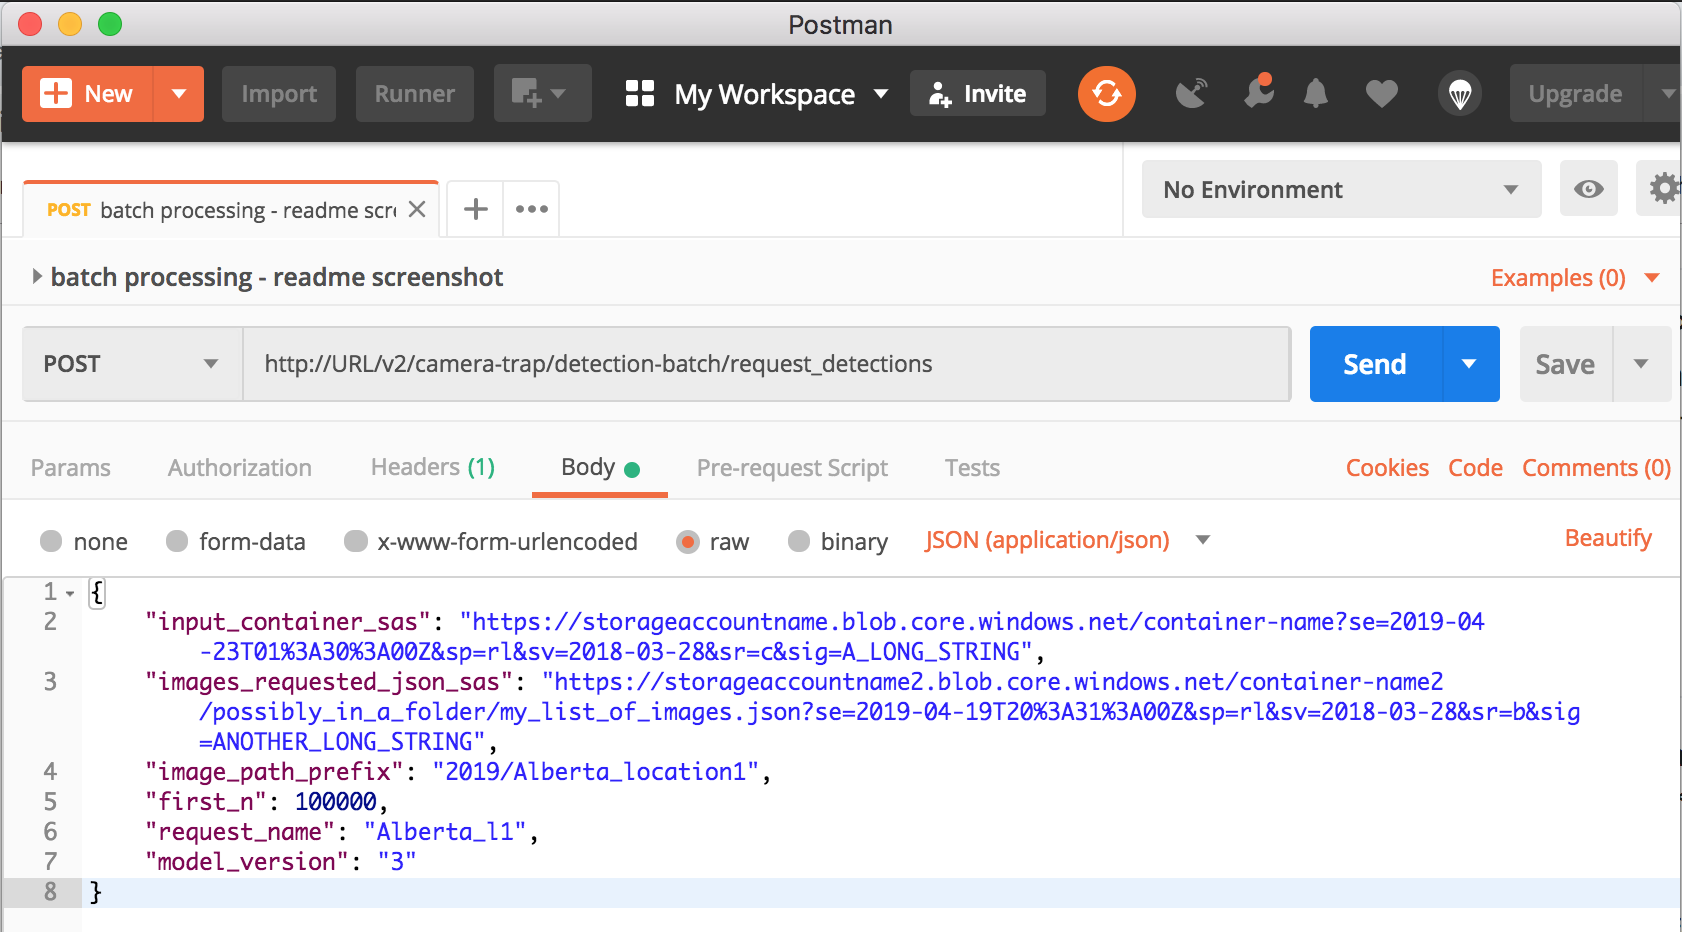 Postman
New Import Runner My Workspace Invite Upgrade
POST batch processing - readme scr No Environment
batch processing - readme screenshot Examples (0)
POST http://URL/v2/camera-trap/detection-batch/request_detections Send Save
Params Authorization Headers (1) Body Pre-request Script Tests Cookies Code Comments (0)
none form-data x-www-form-urlencoded raw binary JSON (application/json) Beautify
1 {
2 "input_container_sas": "https://storageaccountname.blob.core.windows.net/container-name?se=2019-04
-23T01%3A30%3A00Z&sp=rl&sv=2018-03-28&sr=c&sig=A_LONG_STRING",
3 "images_requested_json_sas": "https://storageaccountname2.blob.core.windows.net/container-name2
/possibly_in_a_folder/my_list_of_images.json?se=2019-04-19T20%3A31%3A00Z&sp=rl&sv=2018-03-28&sr=b&sig
=ANOTHER_LONG_STRING",
4 "image_path_prefix": "2019/Alberta_location1",
5 "first_n": 100000,
6 "request_name": "Alberta_l1",
7 "model_version": "3"
8 }